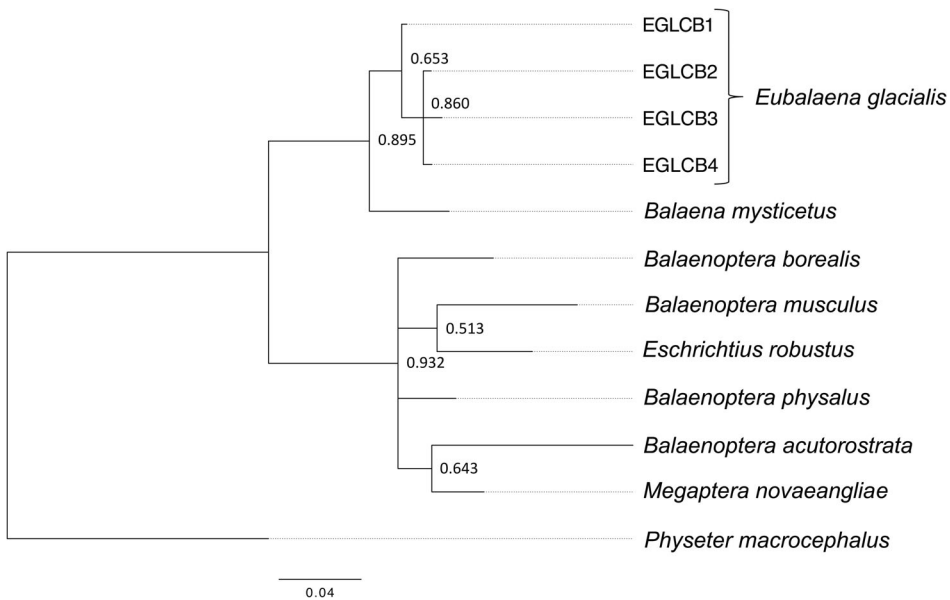 EGLCB1
0.653
EGLCB2
0.860
Eubalaena glacialis
EGLCB3
0.895
EGLCB4
Balaena mysticetus
Balaenoptera borealis
Balaenoptera musculus
0.513
Eschrichtius robustus
0.932
Balaenoptera physalus
Balaenoptera acutorostrata
0.643
Megaptera novaeangliae
Physeter macrocephalus
0.04